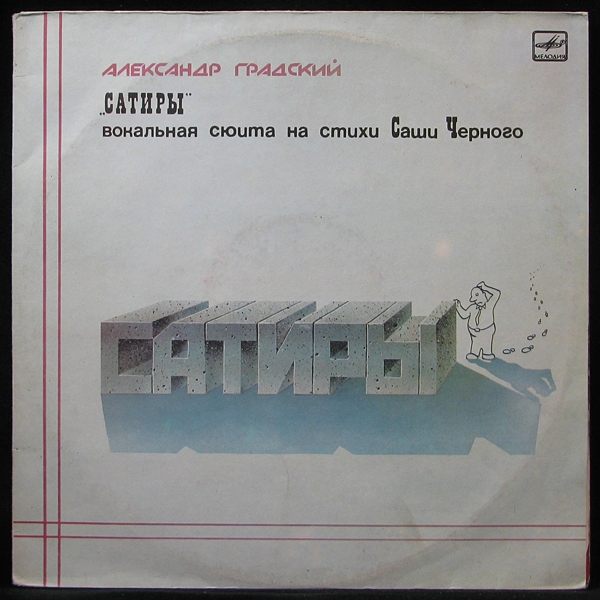 МЕЛОДИЯ
АЛЕКСАНДР ГРАДСКИЙ
„САТИРЫ"
вокальная сюита на стихи Саши Черного
САТИРЫ